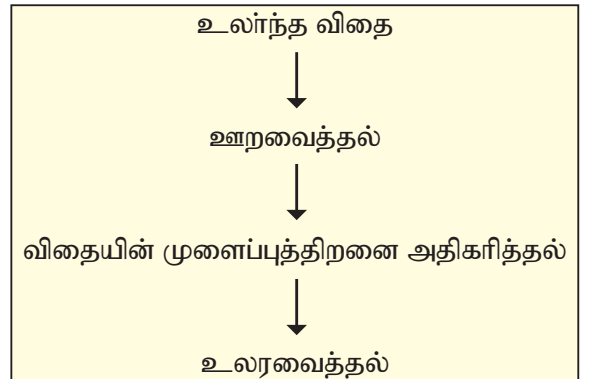 உலர்ந்த விதை
ஊறவைத்தல்
விதையின் முளைப்புத்திறனை அதிகரித்தல்
உலரவைத்தல்